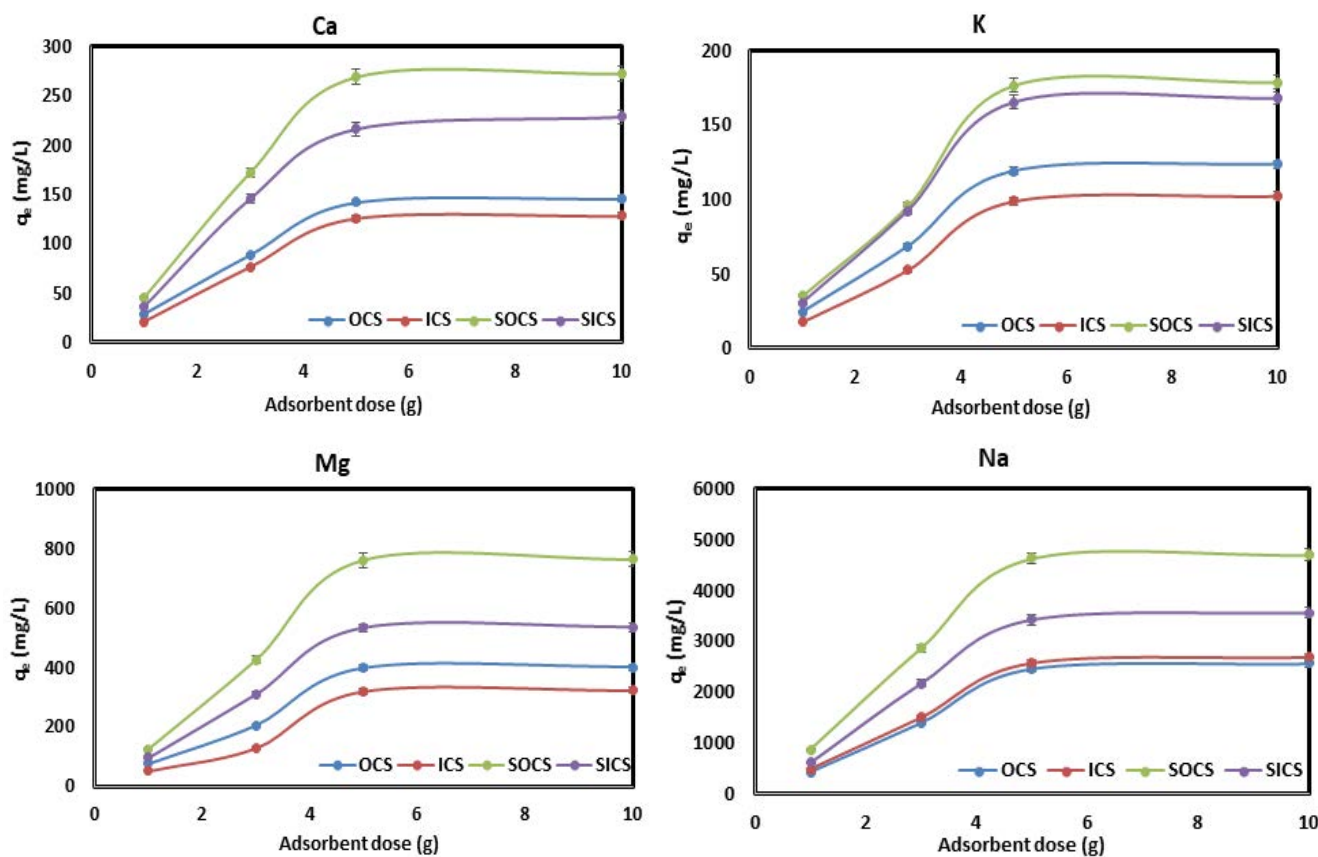 Ca
300
250
200
150
100
50
0
qe (mg/L)
OCS ICS SOCS SICS
0 2 4 6 8 10
Adsorbent dose (g)
K
200
150
100
50
0
qe (mg/L)
OCS ICS SOCS SICS
0 2 4 6 8 10
Adsorbent dose (g)
Mg
1000
800
600
400
200
0
qe (mg/L)
OCS ICS SOCS SICS
0 2 4 6 8 10
Adsorbent dose (g)
Na
6000
5000
4000
3000
2000
1000
0
qe (mg/L)
OCS ICS SOCS SICS
0 2 4 6 8 10
Adsorbent dose (g)